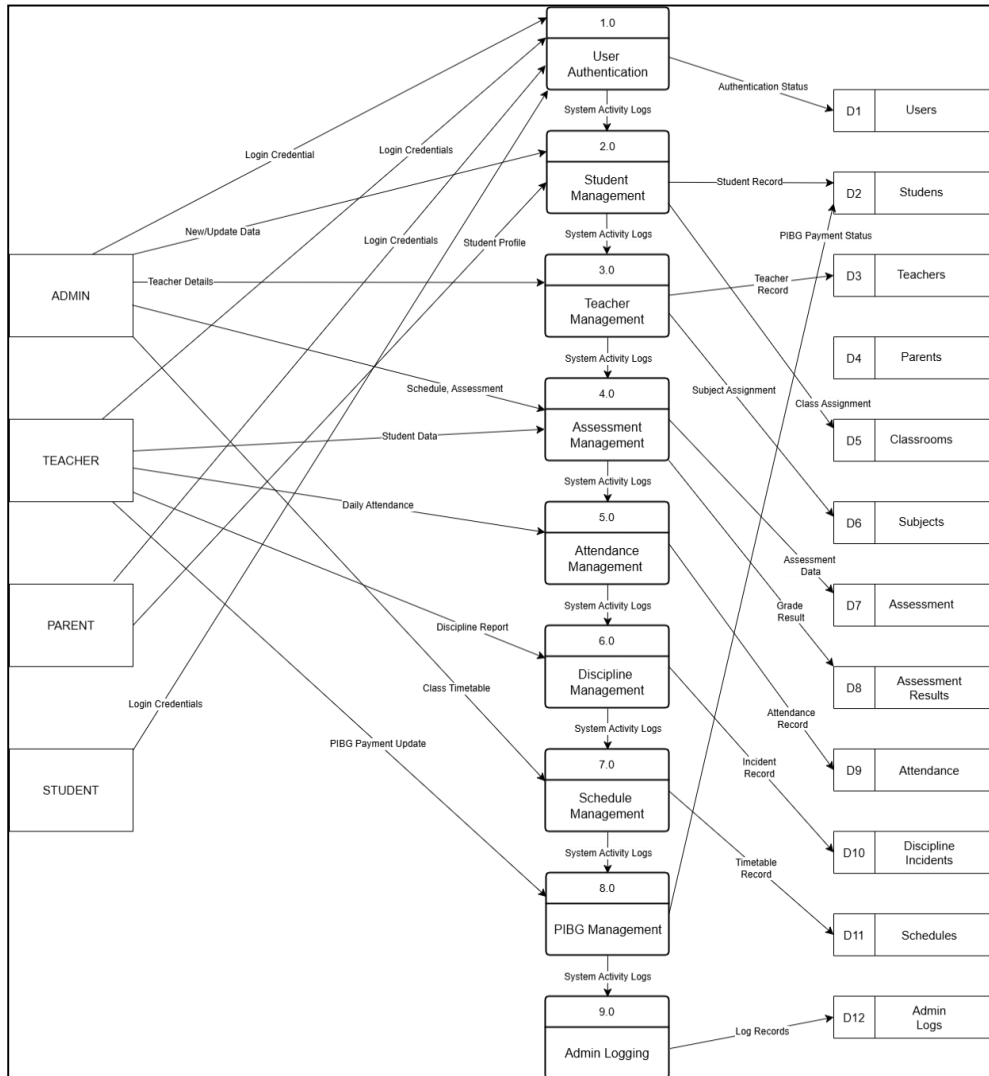 1.0
User
Authentication
Authentication Status
D1
Users
System Activity Logs
Login Credential
Login Credentials
2.0
Student
Management
Student Record
D2
Studens
New/Update Data
Login Credentials
Student Profile
System Activity Logs
PIBG Payment Status
ADMIN
Teacher Details
3.0
Teacher
Management
Teacher
Record
D3
Teachers
System Activity Logs
D4
Parents
Schedule, Assessment
Subject Assignment
4.0
Assessment
Management
Class Assignment
D5
Classrooms
TEACHER
Student Data
System Activity Logs
Daily Attendance
5.0
Attendance
Management
D6
Subjects
Assessment
Data
System Activity Logs
D7
Assessment
Grade
Result
PARENT
Discipline Report
6.0
Discipline
Management
D8
Assessment
Results
Class Timetable
Login Credentials
Attendance
Record
System Activity Logs
PIBG Payment Update
STUDENT
7.0
Schedule
Management
Incident
Record
D9
Attendance
System Activity Logs
D10
Discipline
Incidents
Timetable
Record
8.0
PIBG Management
D11
Schedules
System Activity Logs
9.0
Admin Logging
Log Records
D12
Admin
Logs